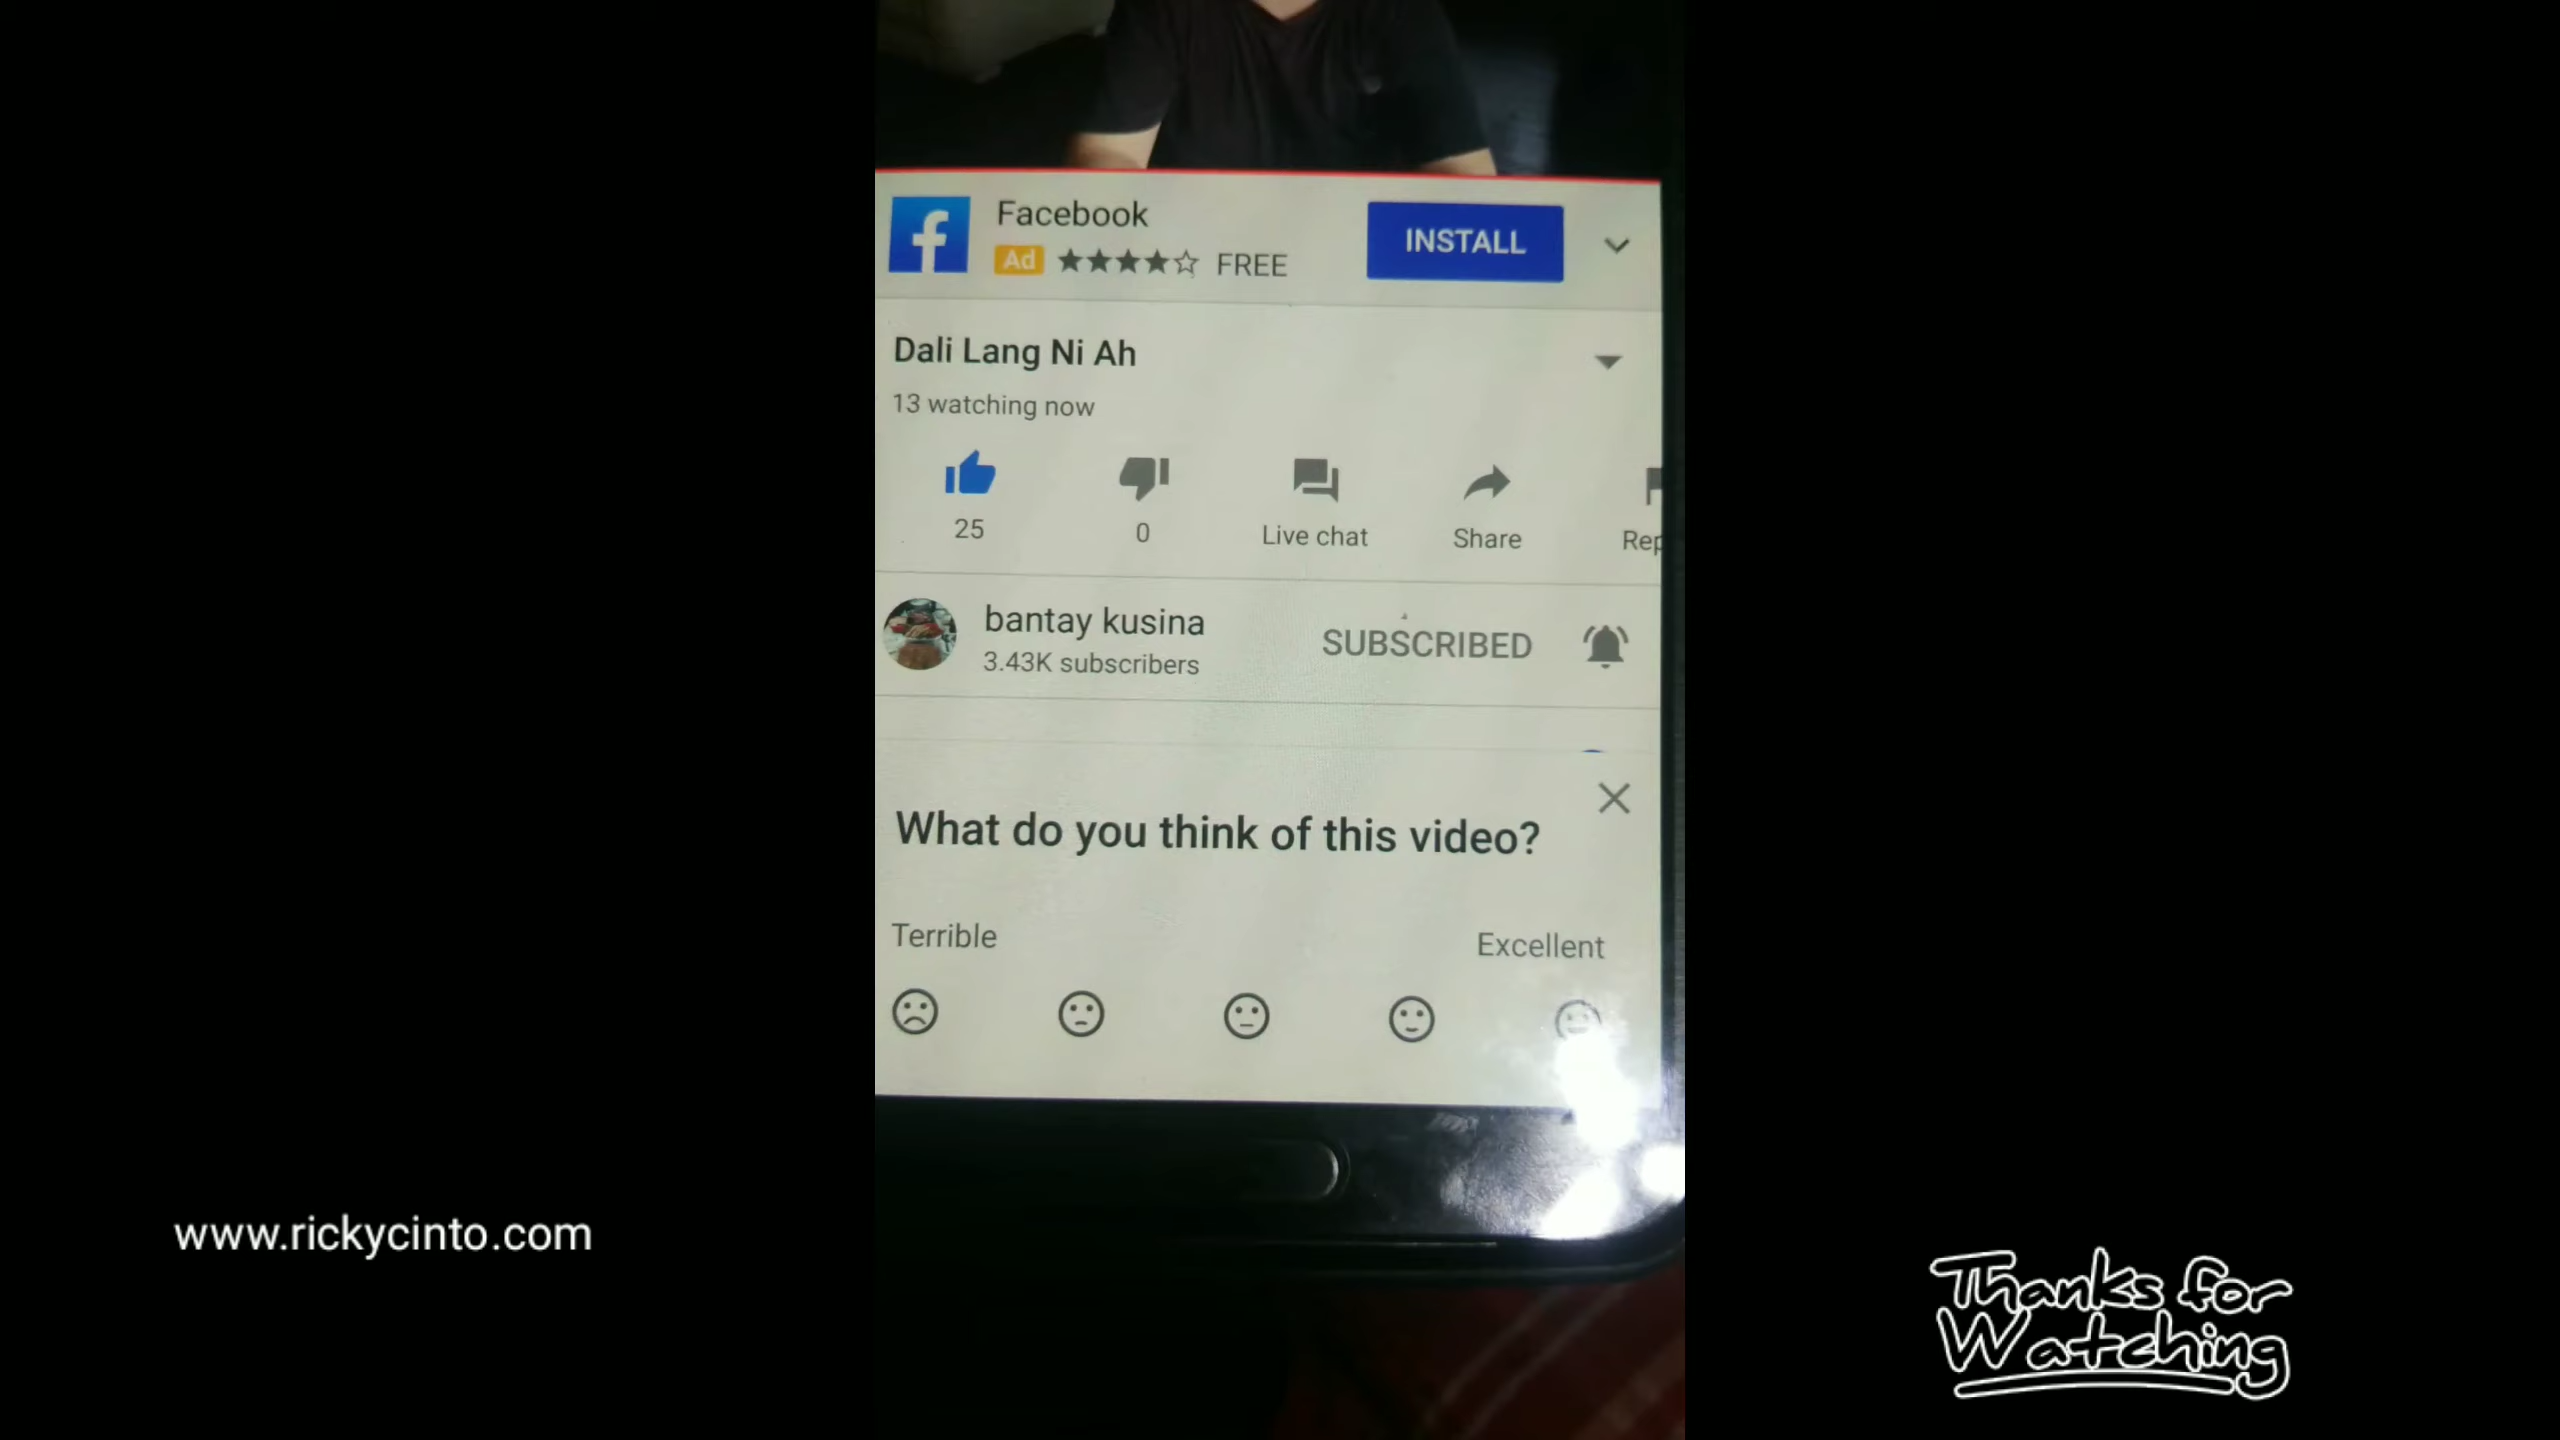 Facebook
Ad FREE
INSTALL
Dali Lang Ni Ah
13 watching now
25
0
Live chat
Share
Rep
bantay kusina
3.43K subscribers
SUBSCRIBED
What do you think of this video?
Terrible
Excellent
www.rickycinto.com
Thanks for
Watching